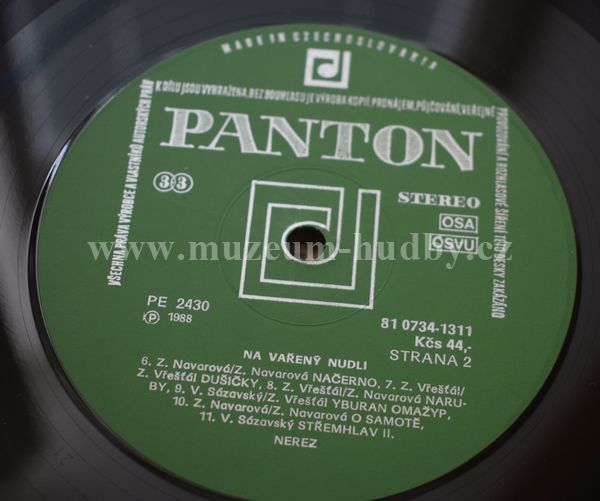 MADE IN CZECHOSLOVAKIA
VŠECHNA PRÁVA VÝROBCE A VLASTNÍKŮ AUTORSKÝCH PRÁV K DÍLU JSOU VYHRAŽENA. BEZ SOUHLASU JE VÝROBA KOPIÍ, PRONÁJEM, PŮJČOVÁNÍ, VEŘEJNÉ PROVOZOVÁNÍ A ROZHLASOVÉ ŠÍŘENÍ TÉTO DESKY ZAKÁZÁNO
PANTON
33
STEREO
OSA
OSVU
www.muzeum-hudby.cz
PE 2430
Ⓟ 1988
81 0734-1311
Kčs 44,-
STRANA 2
NA VAŘENÝ NUDLI
6. Z. Navarová/Z. Navarová NAČERNO, 7. Z. Vřešťál/
Z. Vřešťál DUŠIČKY, 8. Z. Vřešťál/Z. Navarová NARU-
BY, 9. V. Sázavský/Z. Vřešťál YBURAN OMAŽYP,
10. Z. Navarová/Z. Navarová O SAMOTĚ,
11. V. Sázavský STŘEMHLAV II.
NEREZ